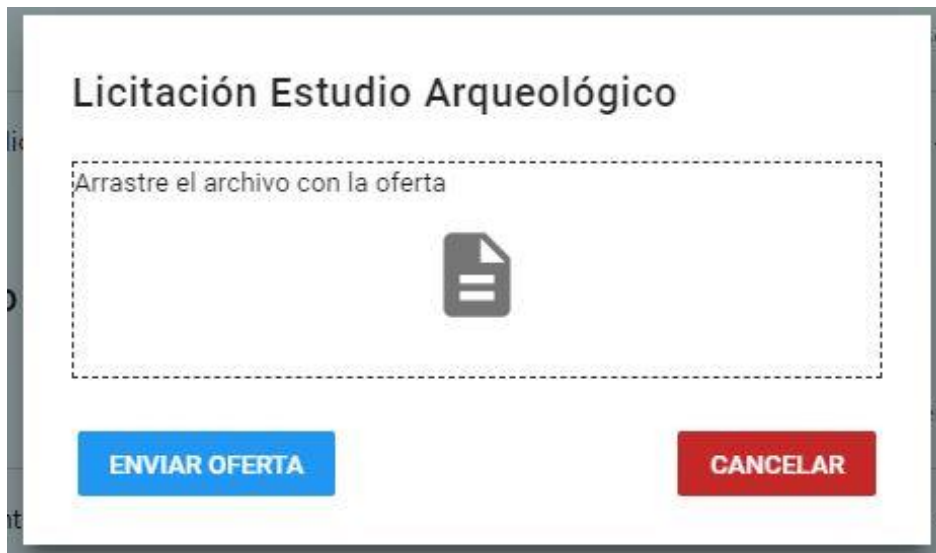 Licitación Estudio Arqueológico
Arrastre el archivo con la oferta
ENVIAR OFERTA
CANCELAR